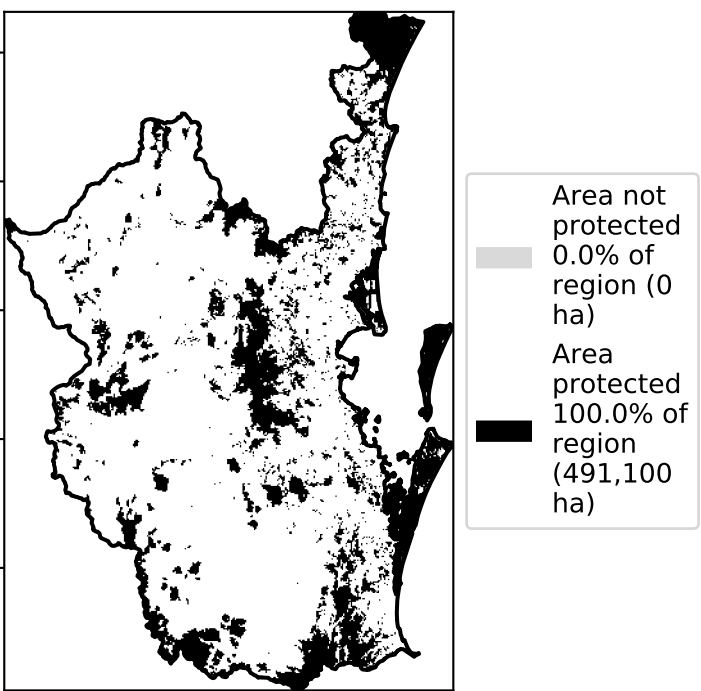 Area not
protected
0.0% of
region (0
ha)
Area
protected
100.0% of
region
(491,100
ha)